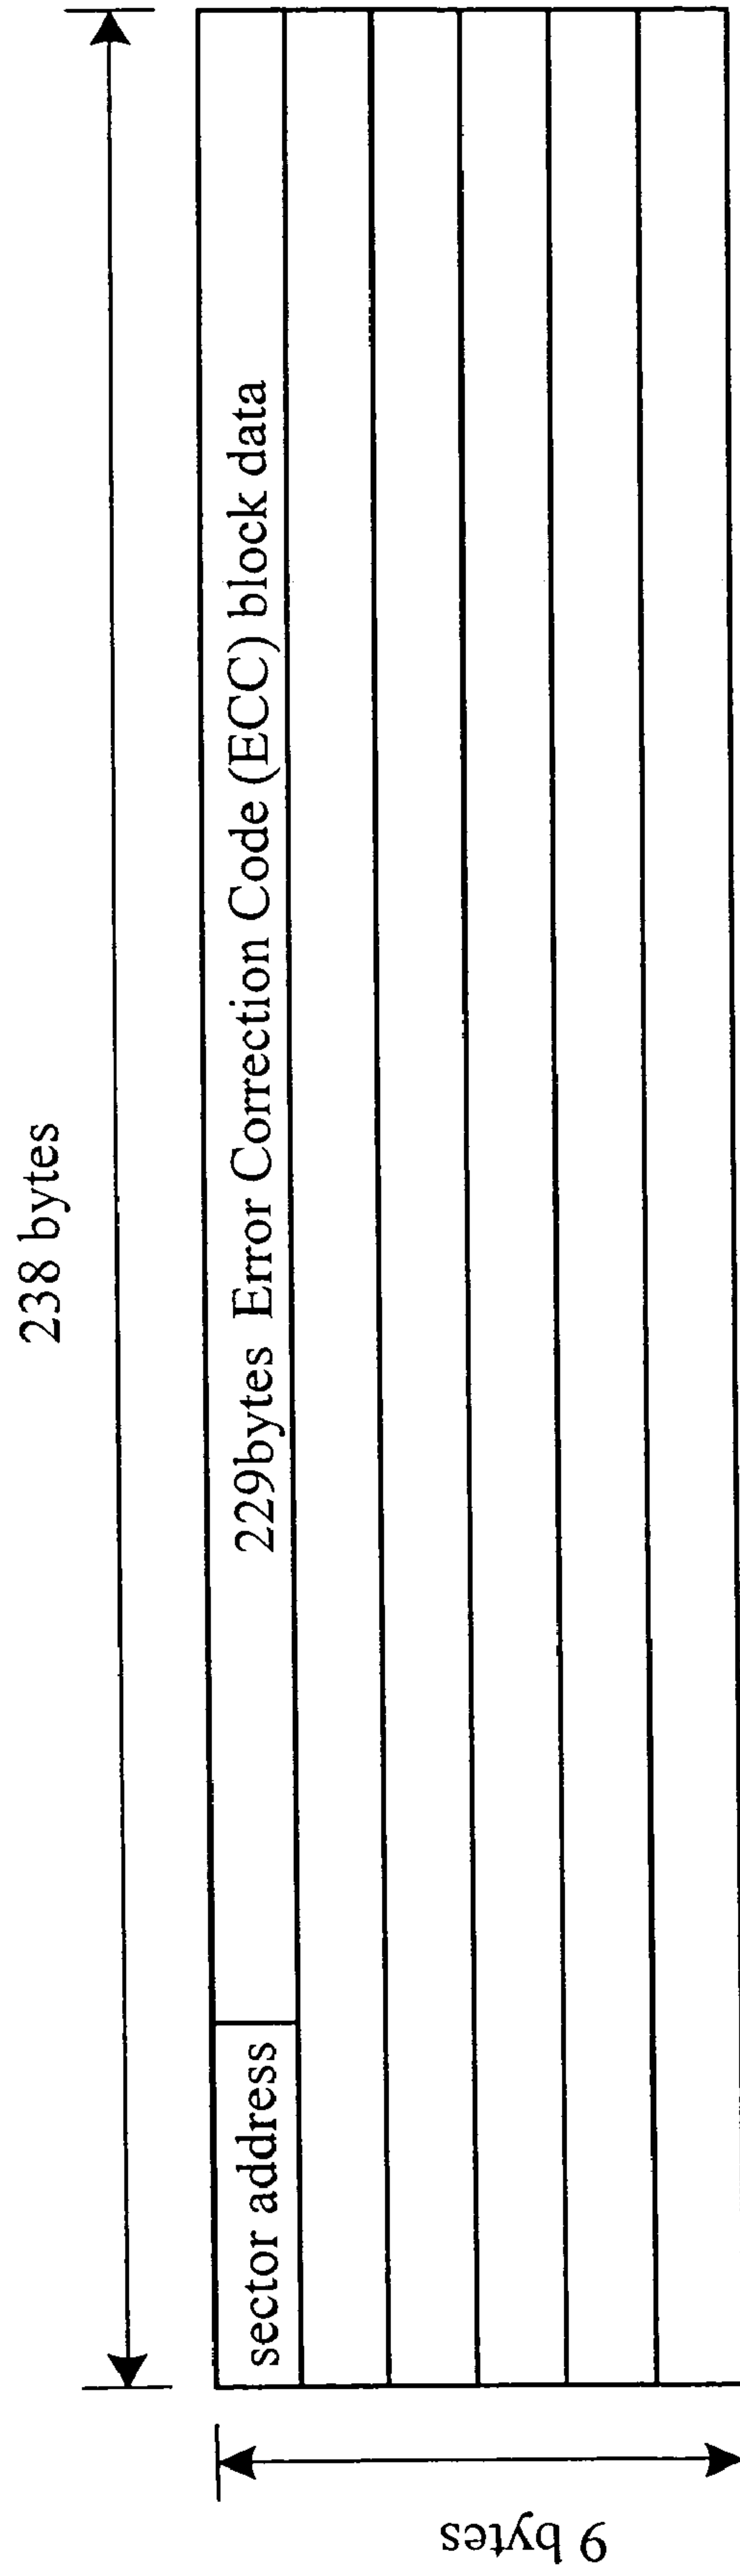 238 bytes
sector address
229bytes Error Correction Code (ECC) block data
9 bytes